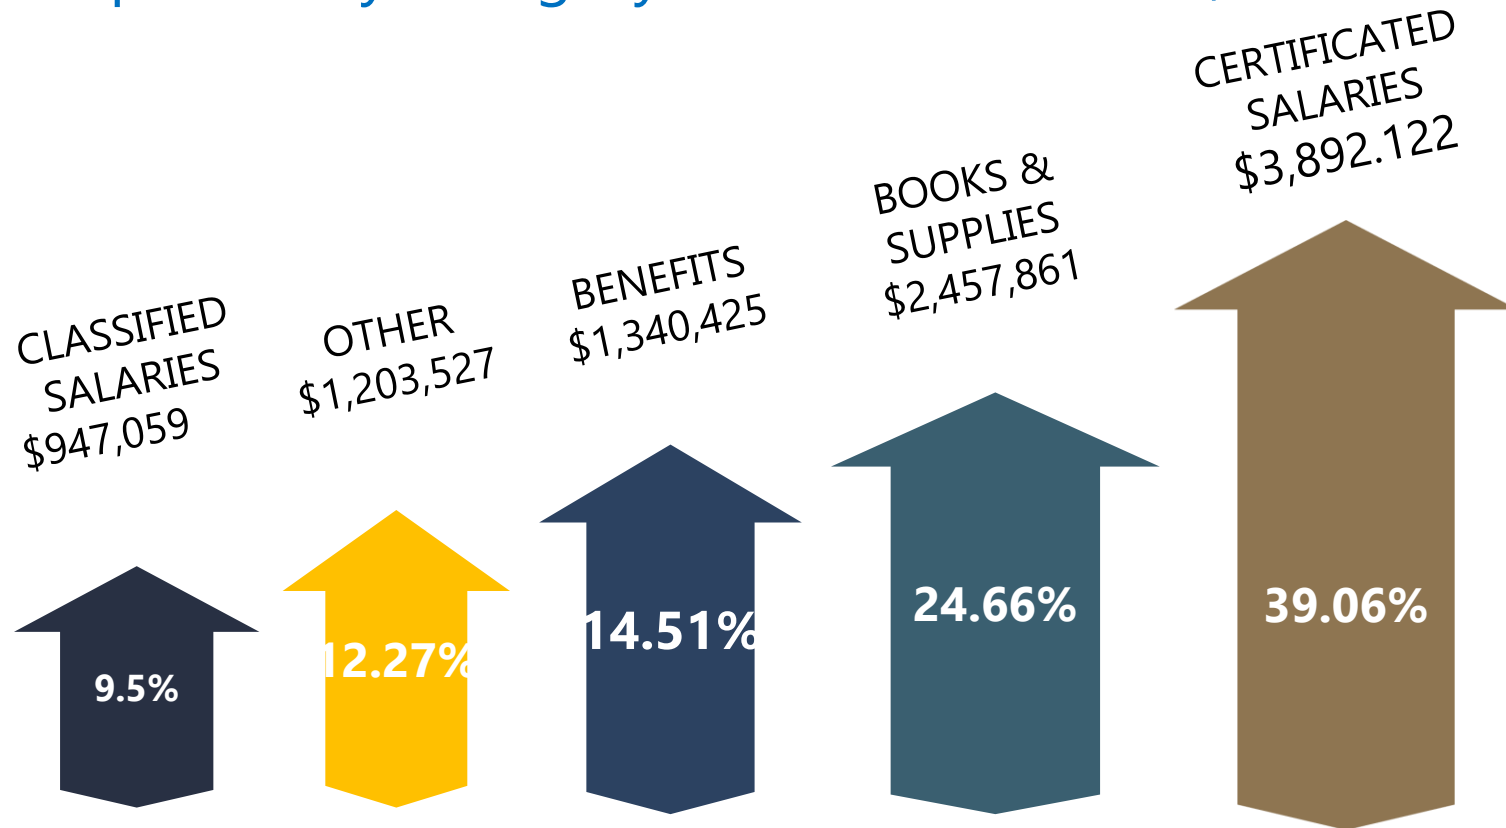 CLASSIFIED
SALARIES
$947,059
OTHER
$1,203,527
BENEFITS
$1,340,425
BOOKS &
SUPPLIES
$2,457,861
CERTIFICATED
SALARIES
$3,892.122
9.5%
12.27%
14.51%
24.66%
39.06%